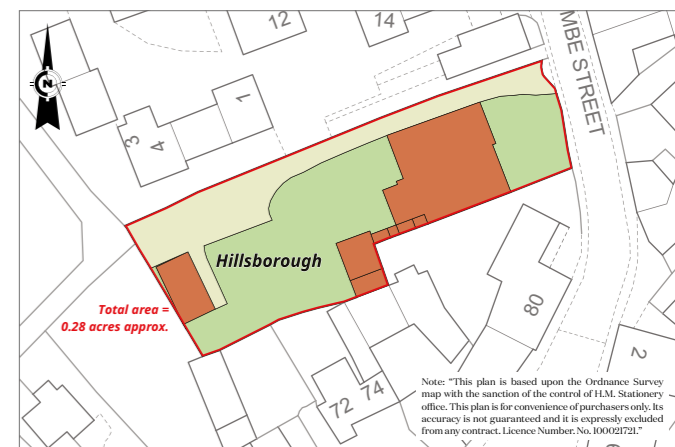 12
14
MBE STREET
N
1
3
4
Hillsborough
Total area =
0.28 acres approx.
80
2
72
74
Note: "This plan is based upon the Ordnance Survey
map with the sanction of the control of H.M. Stationery
office. This plan is for convenience of purchasers only. Its
accuracy is not guaranteed and it is expressly excluded
from any contract. Licence Number. No. 100021721."